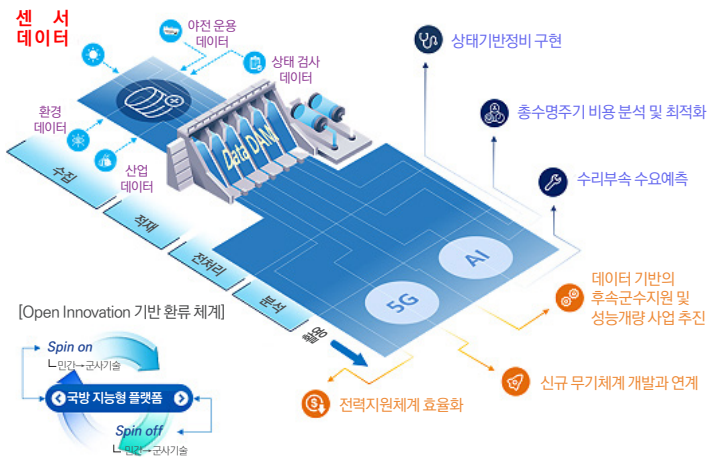 센 서
데이터
야전 운용
데이터
상태 검사
데이터
환경
데이터
산업
데이터
Data DAM
수집
적재
전처리
분석
활용
5G
AI
상태기반정비 구현
총수명주기 비용 분석 및 최적화
수리부속 수요예측
데이터 기반의
후속군수지원 및
성능개량 사업 추진
신규 무기체계 개발과 연계
전력지원체계 효율화
[Open Innovation 기반 환류 체계]
Spin on
민간→군사기술
국방 지능형 플랫폼
Spin off
민간→군사기술